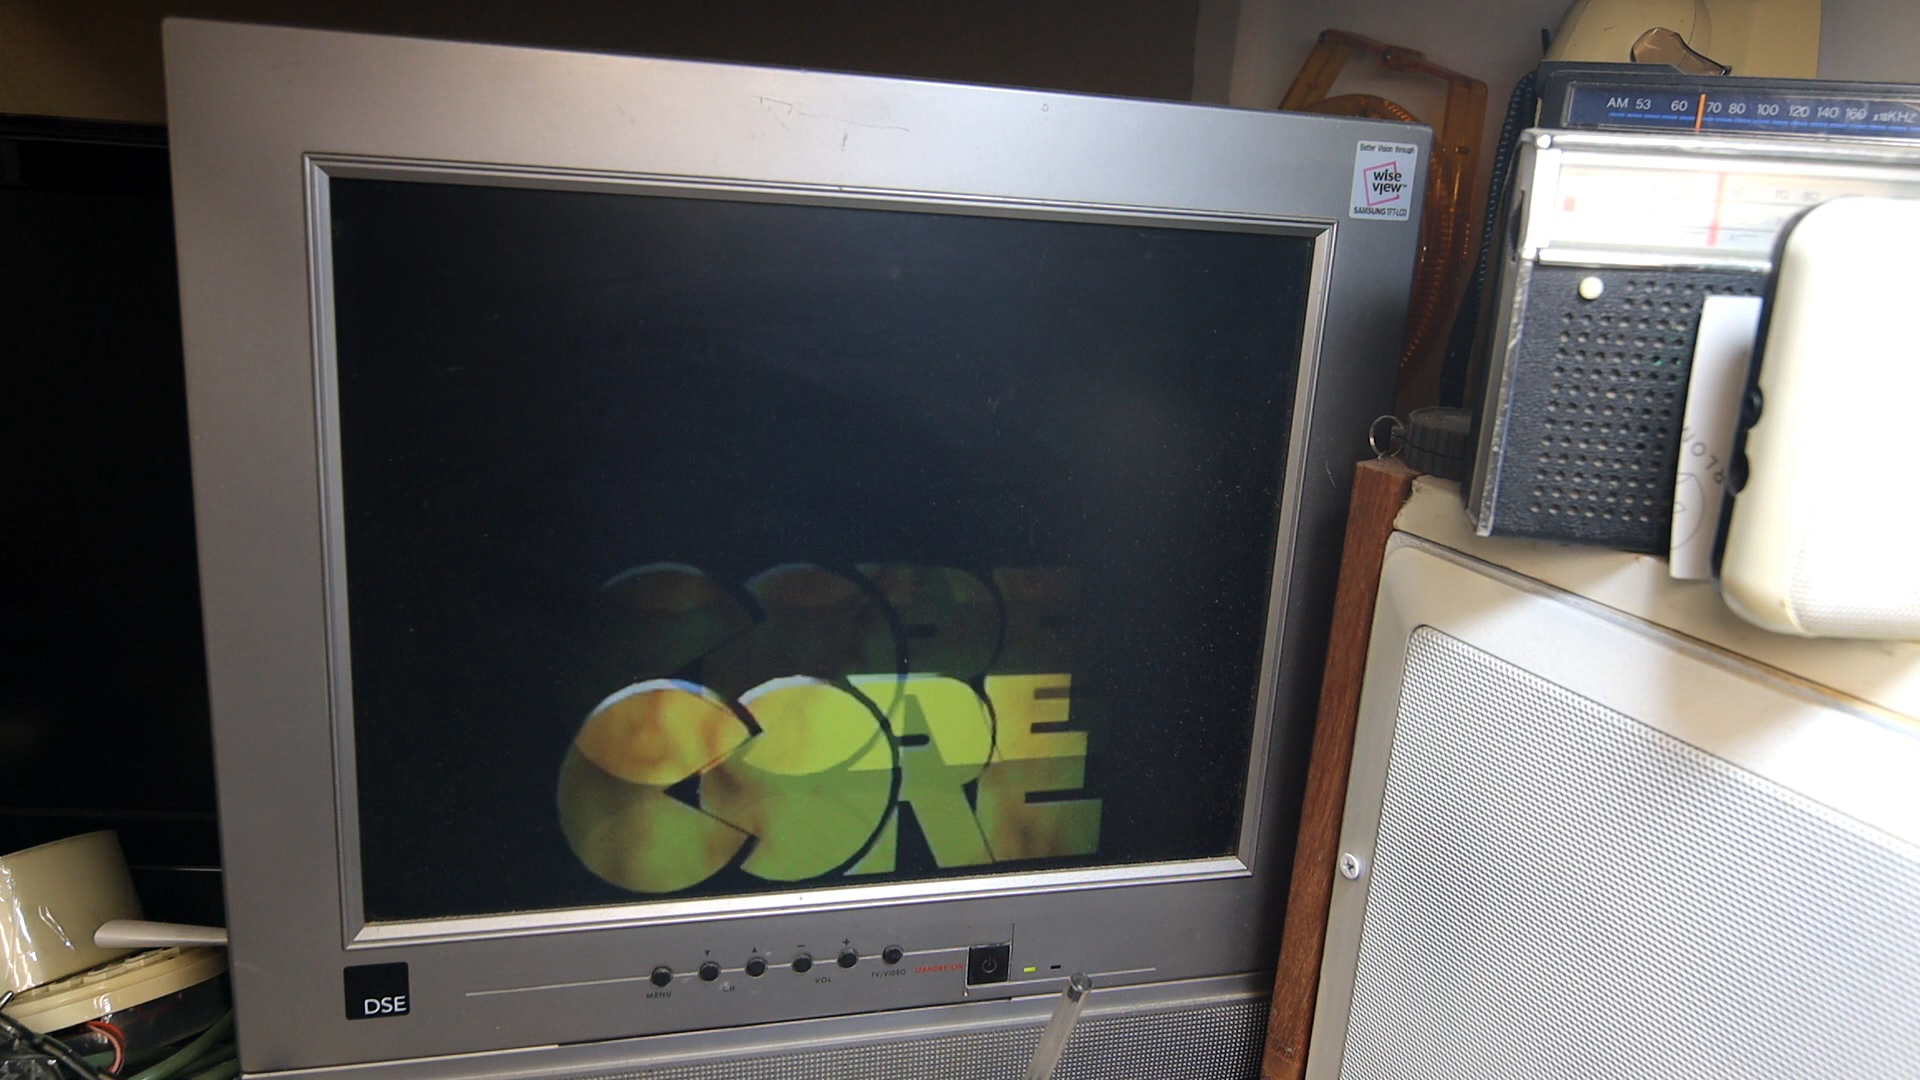 Better Vision through
wise
view™
SAMSUNG TFT-LCD
AM 53 60 70 80 100 120 140 160 x10KHZ
CORE
CORE
DSE
MENU
▼ CH ▲
− VOL +
TV/VIDEO
STANDBY/ON